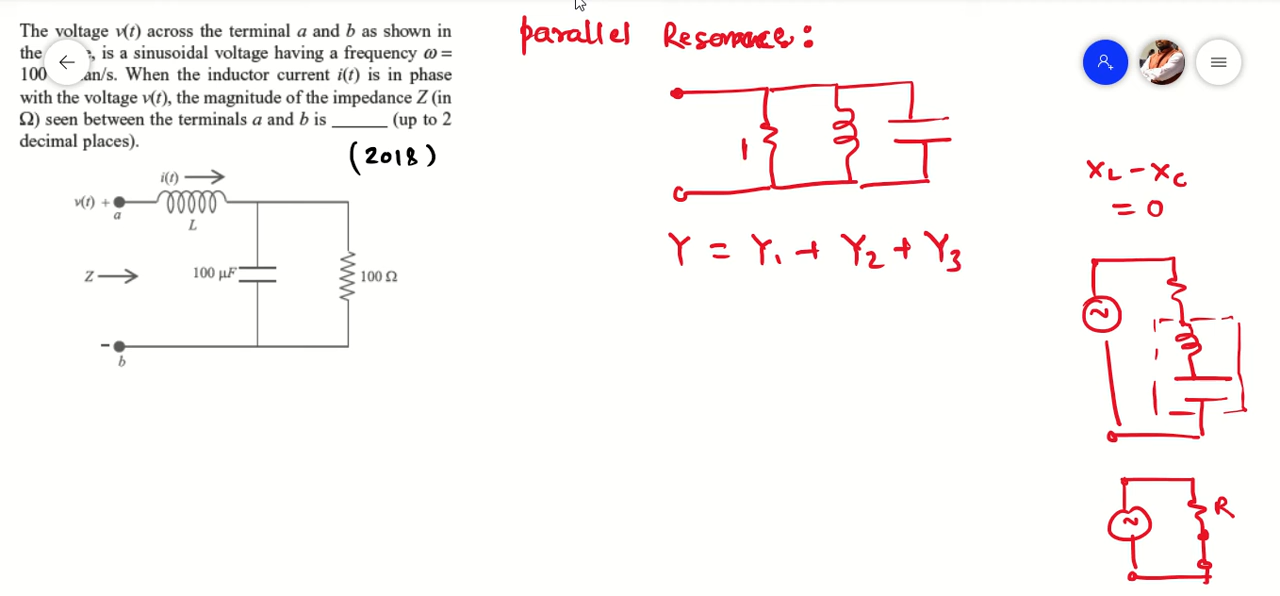 The voltage v(t) across the terminal a and b as shown in
the , is a sinusoidal voltage having a frequency ω =
100 an/s. When the inductor current i(t) is in phase
with the voltage v(t), the magnitude of the impedance Z (in
Ω) seen between the terminals a and b is ______ (up to 2
decimal places).
(2018)
i(t)
v(t) +
a
L
Z
100 μF
100 Ω
-
b
parallel Resonance:
Y = Y1 + Y2 + Y3
XL - XC
= 0
~
~
R